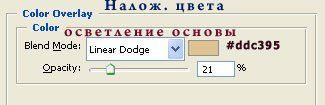 Налож. цвета
Color Overlay
Color
осветление основы
Blend Mode: Linear Dodge #ddc395
Opacity: 21 %